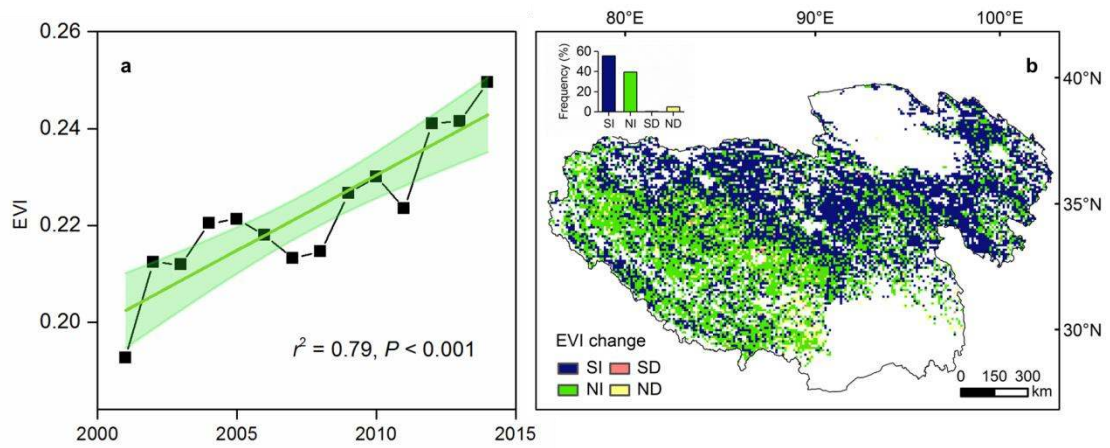 0.26
0.24
0.22
0.20
EVI
a
r² = 0.79, P < 0.001
2000 2005 2010 2015
80°E 90°E 100°E
b
Frequency (%)
60
40
20
0
SI NI SD ND
40°N
35°N
30°N
EVI change
SI SD
NI ND
0 150 300
km